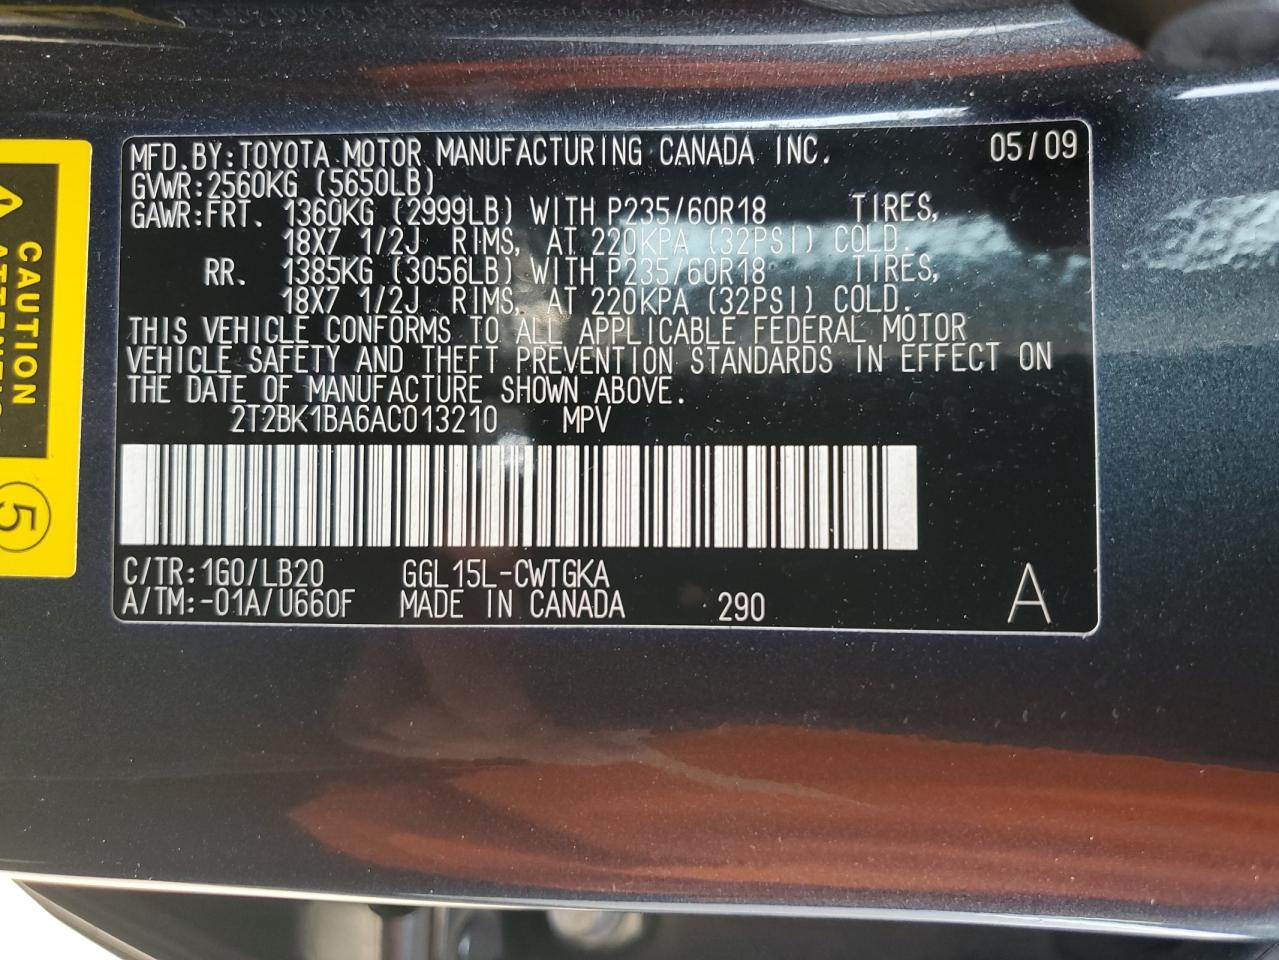 MFD.BY:TOYOTA MOTOR MANUFACTURING CANADA INC. 05/09
GVWR:2560KG (5650LB)
GAWR:FRT. 1360KG (2999LB) WITH P235/60R18 TIRES,
18X7 1/2J RIMS, AT 220KPA (32PSI) COLD.
RR. 1385KG (3056LB) WITH P235/60R18 TIRES,
18X7 1/2J RIMS, AT 220KPA (32PSI) COLD.
THIS VEHICLE CONFORMS TO ALL APPLICABLE FEDERAL MOTOR
VEHICLE SAFETY AND THEFT PREVENTION STANDARDS IN EFFECT ON
THE DATE OF MANUFACTURE SHOWN ABOVE.
2T2BK1BA6AC013210 MPV
C/TR:1G0/LB20 GGL15L-CWTGKA
A/TM:-01A/U660F MADE IN CANADA 290 A
CAUTION
5